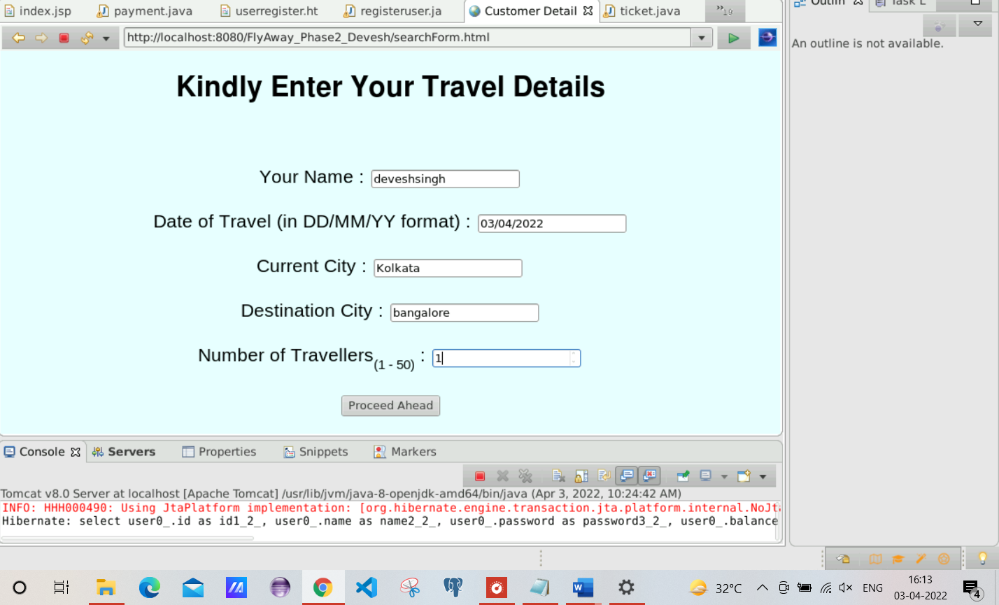 index.jsp payment.java userregister.ht registeruser.ja Customer Detail ticket.java »19 Outlin Task L
http://localhost:8080/FlyAway_Phase2_Devesh/searchForm.html
An outline is not available.
Kindly Enter Your Travel Details
Your Name : deveshsingh
Date of Travel (in DD/MM/YY format) : 03/04/2022
Current City : Kolkata
Destination City : bangalore
Number of Travellers(1 - 50) : 1
Proceed Ahead
Console Servers Properties Snippets Markers
Tomcat v8.0 Server at localhost [Apache Tomcat] /usr/lib/jvm/java-8-openjdk-amd64/bin/java (Apr 3, 2022, 10:24:42 AM)
INFO: HHH000490: Using JtaPlatform implementation: [org.hibernate.engine.transaction.jta.platform.internal.NoJt
Hibernate: select user0_.id as id1_2_, user0_.name as name2_2_, user0_.password as password3_2_, user0_.balance
32°C ENG 16:13
03-04-2022 4